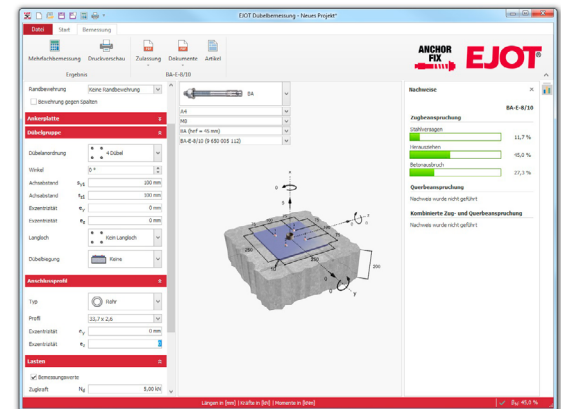 EJOT Dübelbemessung - Neues Projekt*
Datei Start Bemessung
Mehrfachbemessung Druckvorschau Zulassung Dokumente Artikel
Ergebnis BA-E-8/10
ANCHOR FIX EJOT®
Randbewehrung Keine Randbewehrung
Bewehrung gegen Spalten
Ankerplatte
Dübelgruppe
Dübelanordnung 4 Dübel
Winkel 0 °
Achsabstand 100 mm
Achsabstand 100 mm
Exzentrizität 0 mm
Exzentrizität 0 mm
Langloch Kein Langloch
Dübelbiegung Keine
Anschlussprofil
Typ Rohr
Profil 33,7 x 2,6
Exzentrizität 0 mm
Exzentrizität
Lasten
Bemessungswerte
Zugkraft 5,00 kN
BA
A4
M8
BA (hnf = 45 mm)
BA-E-8/10 (9 650 005 112)
Nachweise
BA-E-8/10
Zugbeanspruchung
Stahlversagen
11,7 %
Herausziehen
45,0 %
Betonausbruch
27,3 %
Querbeanspruchung
Nachweis wurde nicht geführt
Kombinierte Zug- und Querbeanspruchung
Nachweis wurde nicht geführt
Längen in [mm] | Kräfte in [kN] | Momente in [kNm]
45,0 %